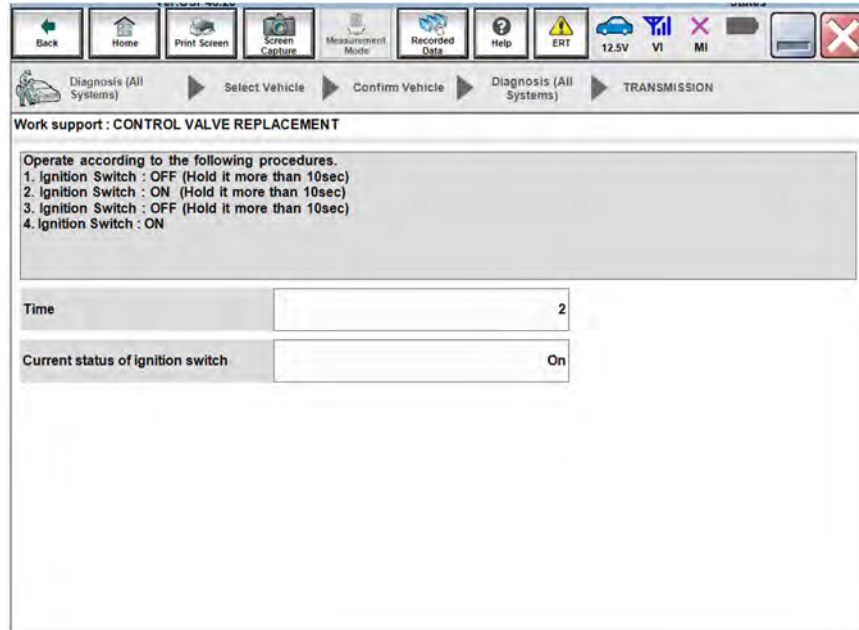 Back
Home
Print Screen
Screen
Capture
Measurement
Mode
Recorded
Data
Help
ERT
12.5V
VI
MI
Diagnosis (All
Systems)
Select Vehicle
Confirm Vehicle
Diagnosis (All
Systems)
TRANSMISSION
Work support : CONTROL VALVE REPLACEMENT
Operate according to the following procedures.
1. Ignition Switch : OFF (Hold it more than 10sec)
2. Ignition Switch : ON (Hold it more than 10sec)
3. Ignition Switch : OFF (Hold it more than 10sec)
4. Ignition Switch : ON
Time 2
Current status of ignition switch On